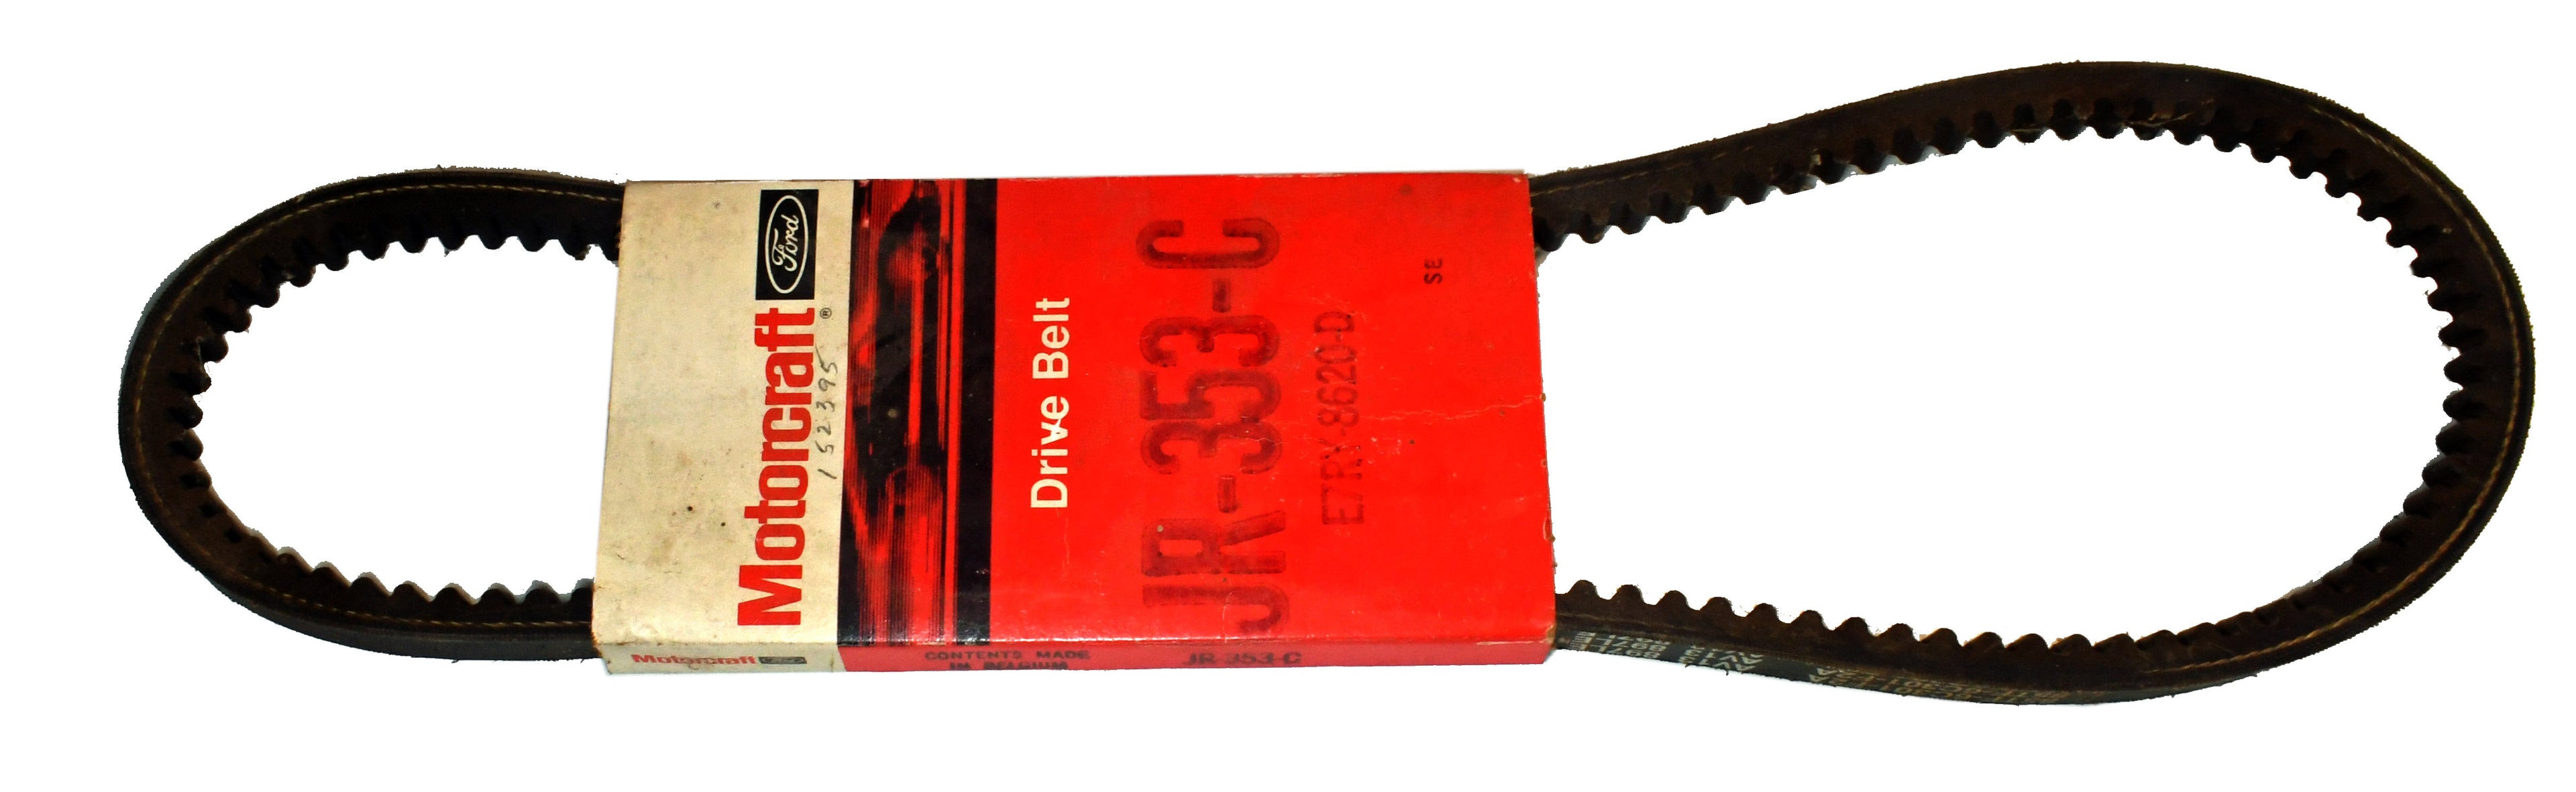 Ford
Motorcraft®
152395
Drive Belt
JR-353-C
E7RY-8620-D
SE
Motorcraft
CONTENTS MADE
IN BELGIUM
JR-353-C